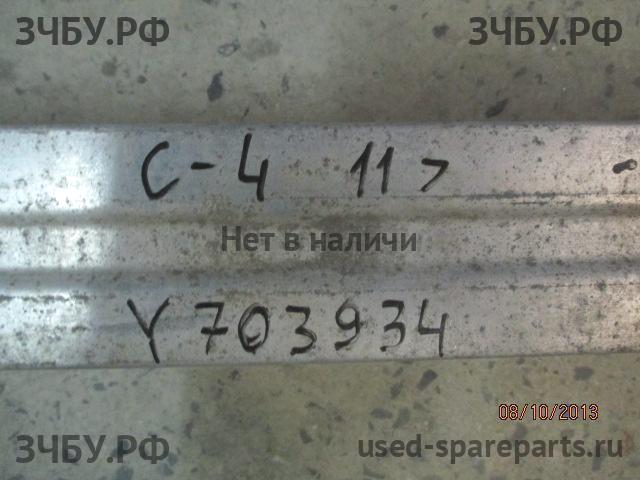 ЗЧБУ.РФ ЗЧБУ.РФ
C-4 11>
Нет в наличи
Y703934
08/10/2013
ЗЧБУ.РФ used-spareparts.ru